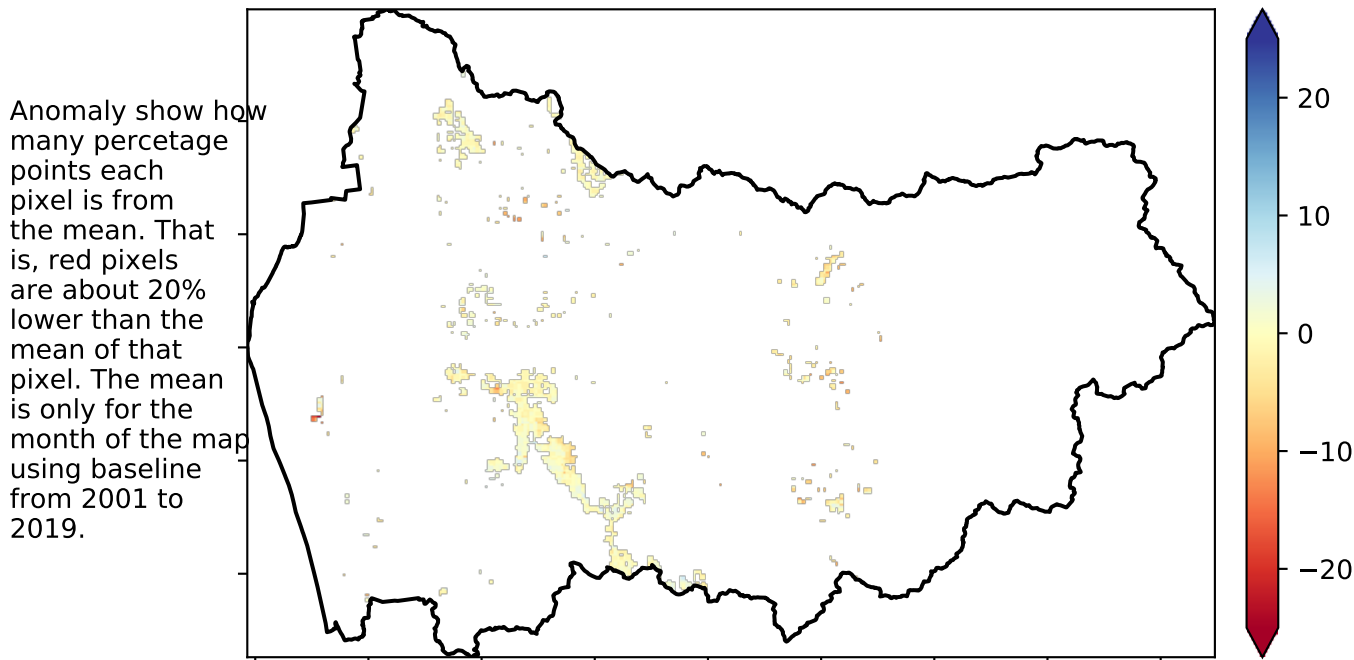 Anomaly show how
many percetage
points each
pixel is from
the mean. That
is, red pixels
are about 20%
lower than the
mean of that
pixel. The mean
is only for the
month of the map
using baseline
from 2001 to
2019.
20
10
0
−10
−20